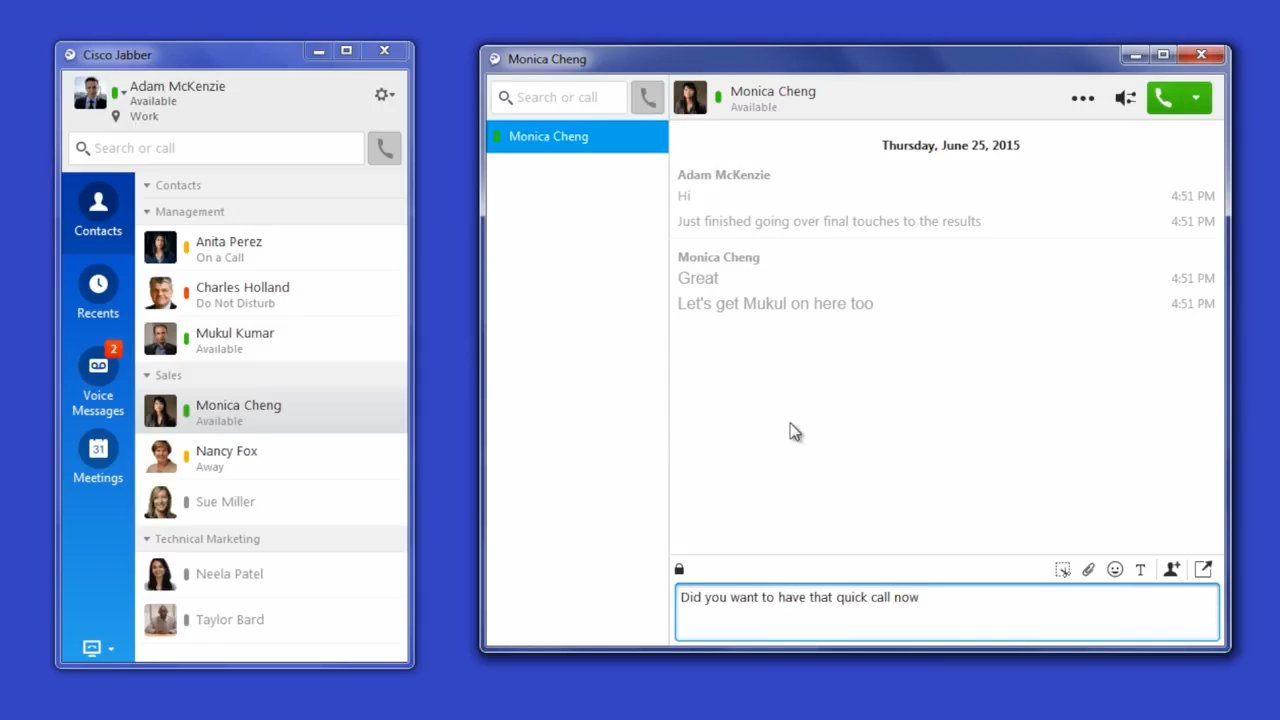 Cisco Jabber
Adam McKenzie
Available
Work
Search or call
Contacts
Recents
2
Voice
Messages
31
Meetings
Contacts
Management
Anita Perez
On a Call
Charles Holland
Do Not Disturb
Mukul Kumar
Available
Sales
Monica Cheng
Available
Nancy Fox
Away
Sue Miller
Technical Marketing
Neela Patel
Taylor Bard
Monica Cheng
Search or call
Monica Cheng
Monica Cheng
Available
Thursday, June 25, 2015
Adam McKenzie
Hi 4:51 PM
Just finished going over final touches to the results 4:51 PM
Monica Cheng
Great 4:51 PM
Let's get Mukul on here too 4:51 PM
T
Did you want to have that quick call now